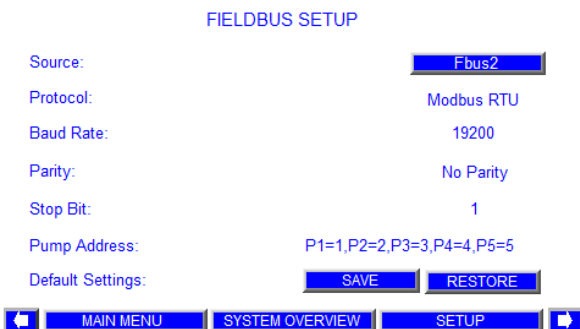 FIELDBUS SETUP
Source: Fbus2
Protocol: Modbus RTU
Baud Rate: 19200
Parity: No Parity
Stop Bit: 1
Pump Address: P1=1,P2=2,P3=3,P4=4,P5=5
Default Settings: SAVE RESTORE
MAIN MENU SYSTEM OVERVIEW SETUP